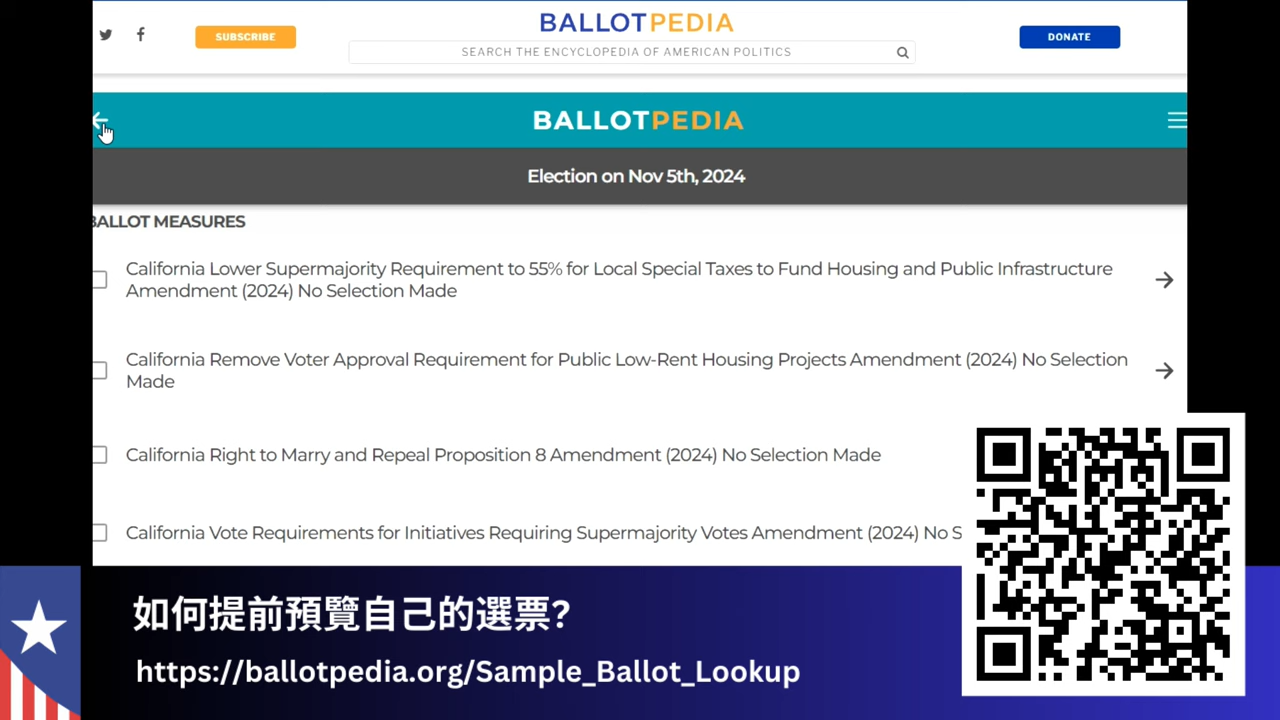 BALLOTPEDIA
SUBSCRIBE
SEARCH THE ENCYCLOPEDIA OF AMERICAN POLITICS
DONATE
BALLOTPEDIA
Election on Nov 5th, 2024
BALLOT MEASURES
California Lower Supermajority Requirement to 55% for Local Special Taxes to Fund Housing and Public Infrastructure
Amendment (2024) No Selection Made
California Remove Voter Approval Requirement for Public Low-Rent Housing Projects Amendment (2024) No Selection
Made
California Right to Marry and Repeal Proposition 8 Amendment (2024) No Selection Made
California Vote Requirements for Initiatives Requiring Supermajority Votes Amendment (2024) No S
如何提前預覽自己的選票?
https://ballotpedia.org/Sample_Ballot_Lookup